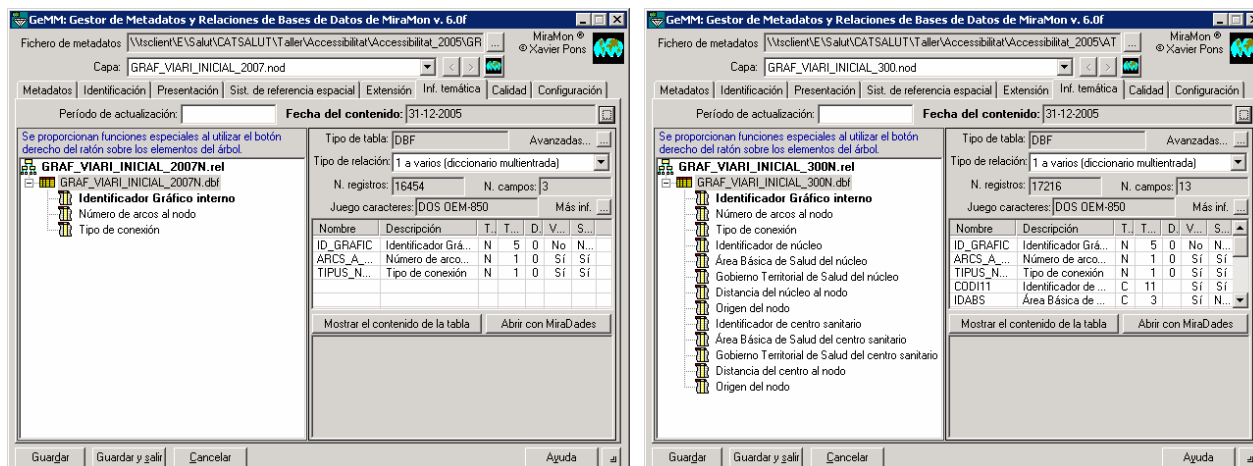 GeMM: Gestor de Metadatos y Relaciones de Bases de Datos de MiraMon v. 6.0f
Fichero de metadatos \\tsclient\E\Salut\CATSALUT\Taller\Accessibilitat\Accessibilitat_2005\GR ...
MiraMon ®
© Xavier Pons
Capa: GRAF_VIARI_INICIAL_2007.nod < >
Metadatos Identificación Presentación Sist. de referencia espacial Extensión Inf. temática Calidad Configuración
Período de actualización: Fecha del contenido: 31-12-2005
Se proporcionan funciones especiales al utilizar el botón
derecho del ratón sobre los elementos del árbol.
GRAF_VIARI_INICIAL_2007N.rel
GRAF_VIARI_INICIAL_2007N.dbf
Identificador Gráfico interno
Número de arcos al nodo
Tipo de conexión
Tipo de tabla: DBF Avanzadas... ...
Tipo de relación: 1 a varios (diccionario multientrada)
N. registros: 16454 N. campos: 3
Juego caracteres: DOS OEM-850 Más inf. ...
Nombre Descripción T.. T... D. V... S...
ID_GRAFIC Identificador Grá... N 5 0 No N...
ARCS_A_... Número de arco... N 1 0 Sí Sí
TIPUS_N... Tipo de conexión N 1 0 Sí Sí
Mostrar el contenido de la tabla Abrir con MiraDades
Guardar Guardar y salir Cancelar Ayuda
GeMM: Gestor de Metadatos y Relaciones de Bases de Datos de MiraMon v. 6.0f
Fichero de metadatos \\tsclient\E\Salut\CATSALUT\Taller\Accessibilitat\Accessibilitat_2005\AT ...
MiraMon ®
© Xavier Pons
Capa: GRAF_VIARI_INICIAL_300.nod < >
Metadatos Identificación Presentación Sist. de referencia espacial Extensión Inf. temática Calidad Configuración
Período de actualización: Fecha del contenido: 31-12-2005
Se proporcionan funciones especiales al utilizar el botón
derecho del ratón sobre los elementos del árbol.
GRAF_VIARI_INICIAL_300N.rel
GRAF_VIARI_INICIAL_300N.dbf
Identificador Gráfico interno
Número de arcos al nodo
Tipo de conexión
Identificador de núcleo
Área Básica de Salud del núcleo
Gobierno Territorial de Salud del núcleo
Distancia del núcleo al nodo
Origen del nodo
Identificador de centro sanitario
Área Básica de Salud del centro sanitario
Gobierno Territorial de Salud del centro sanitario
Distancia del centro al nodo
Origen del nodo
Tipo de tabla: DBF Avanzadas... ...
Tipo de relación: 1 a varios (diccionario multientrada)
N. registros: 17216 N. campos: 13
Juego caracteres: DOS OEM-850 Más inf. ...
Nombre Descripción T.. T... D. V... S...
ID_GRAFIC Identificador Grá... N 5 0 No N...
ARCS_A_... Número de arco... N 1 0 Sí Sí
TIPUS_N... Tipo de conexión N 1 0 Sí Sí
CODI11 Identificador de ... C 11 Sí Sí
IDABS Área Básica de ... C 3 Sí N...
Mostrar el contenido de la tabla Abrir con MiraDades
Guardar Guardar y salir Cancelar Ayuda